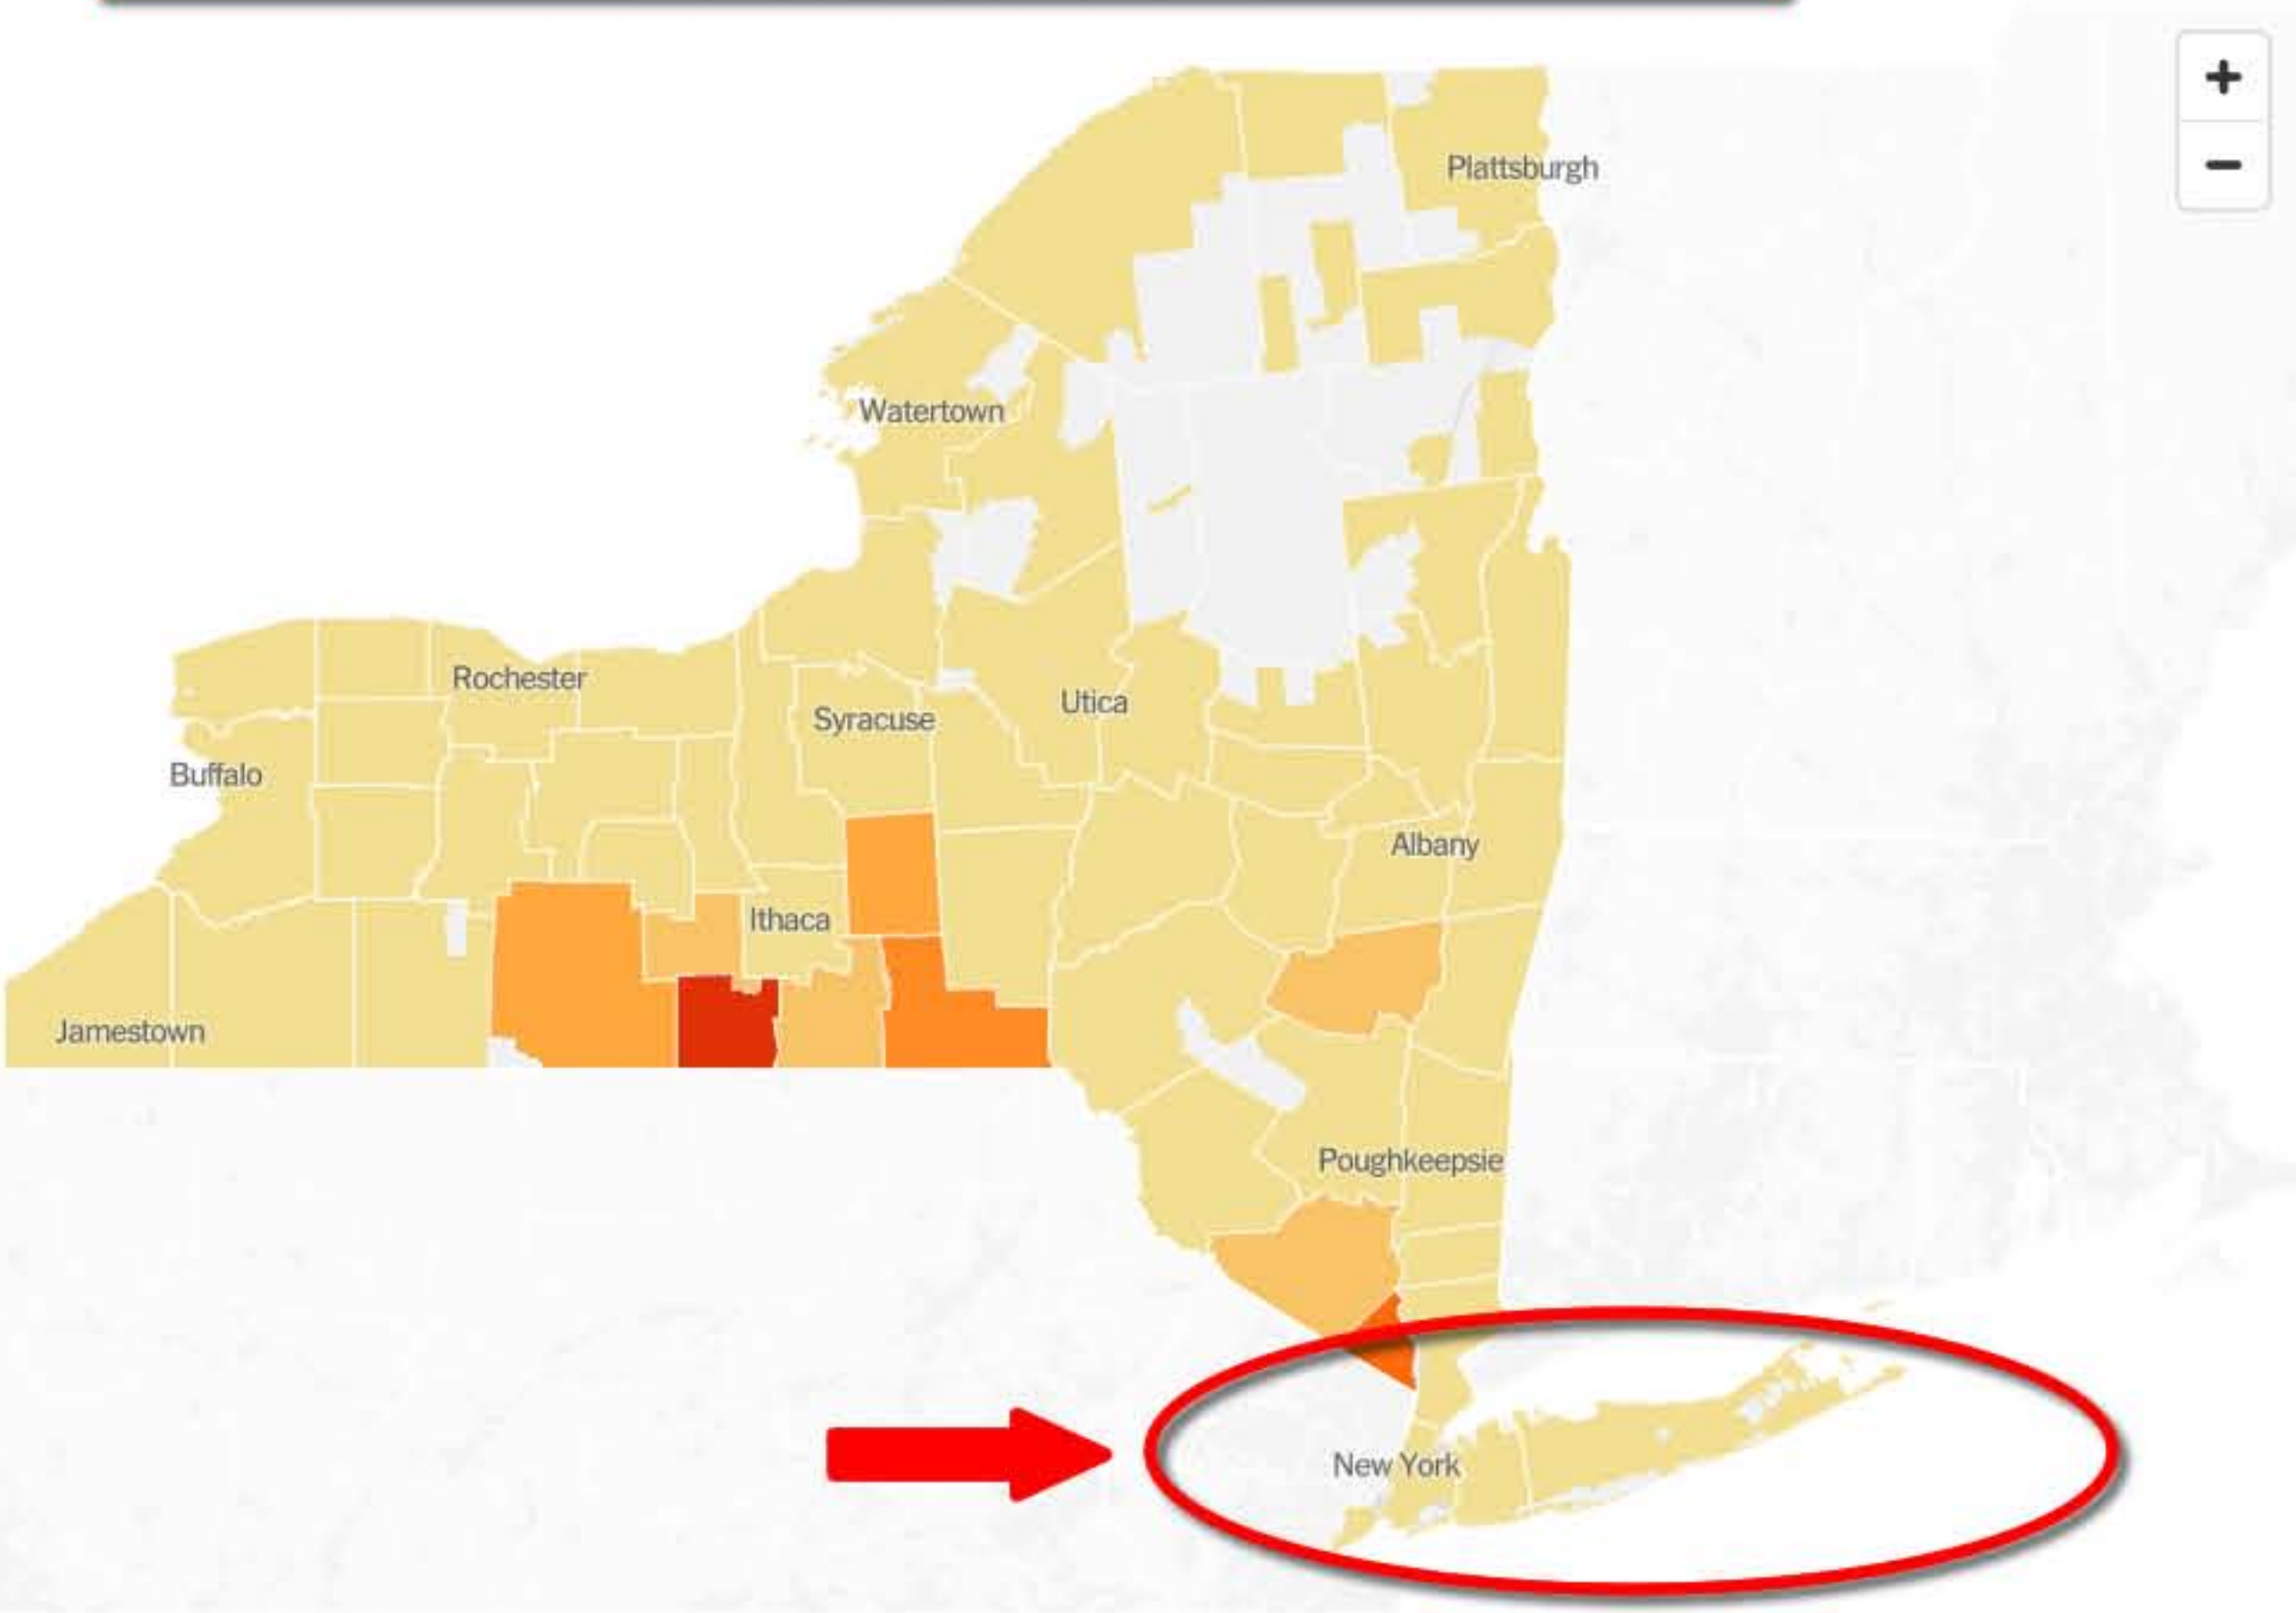 +
Plattsburgh
−
Watertown
Rochester
Utica
Syracuse
Buffalo
Albany
Ithaca
Jamestown
Poughkeepsie
New York